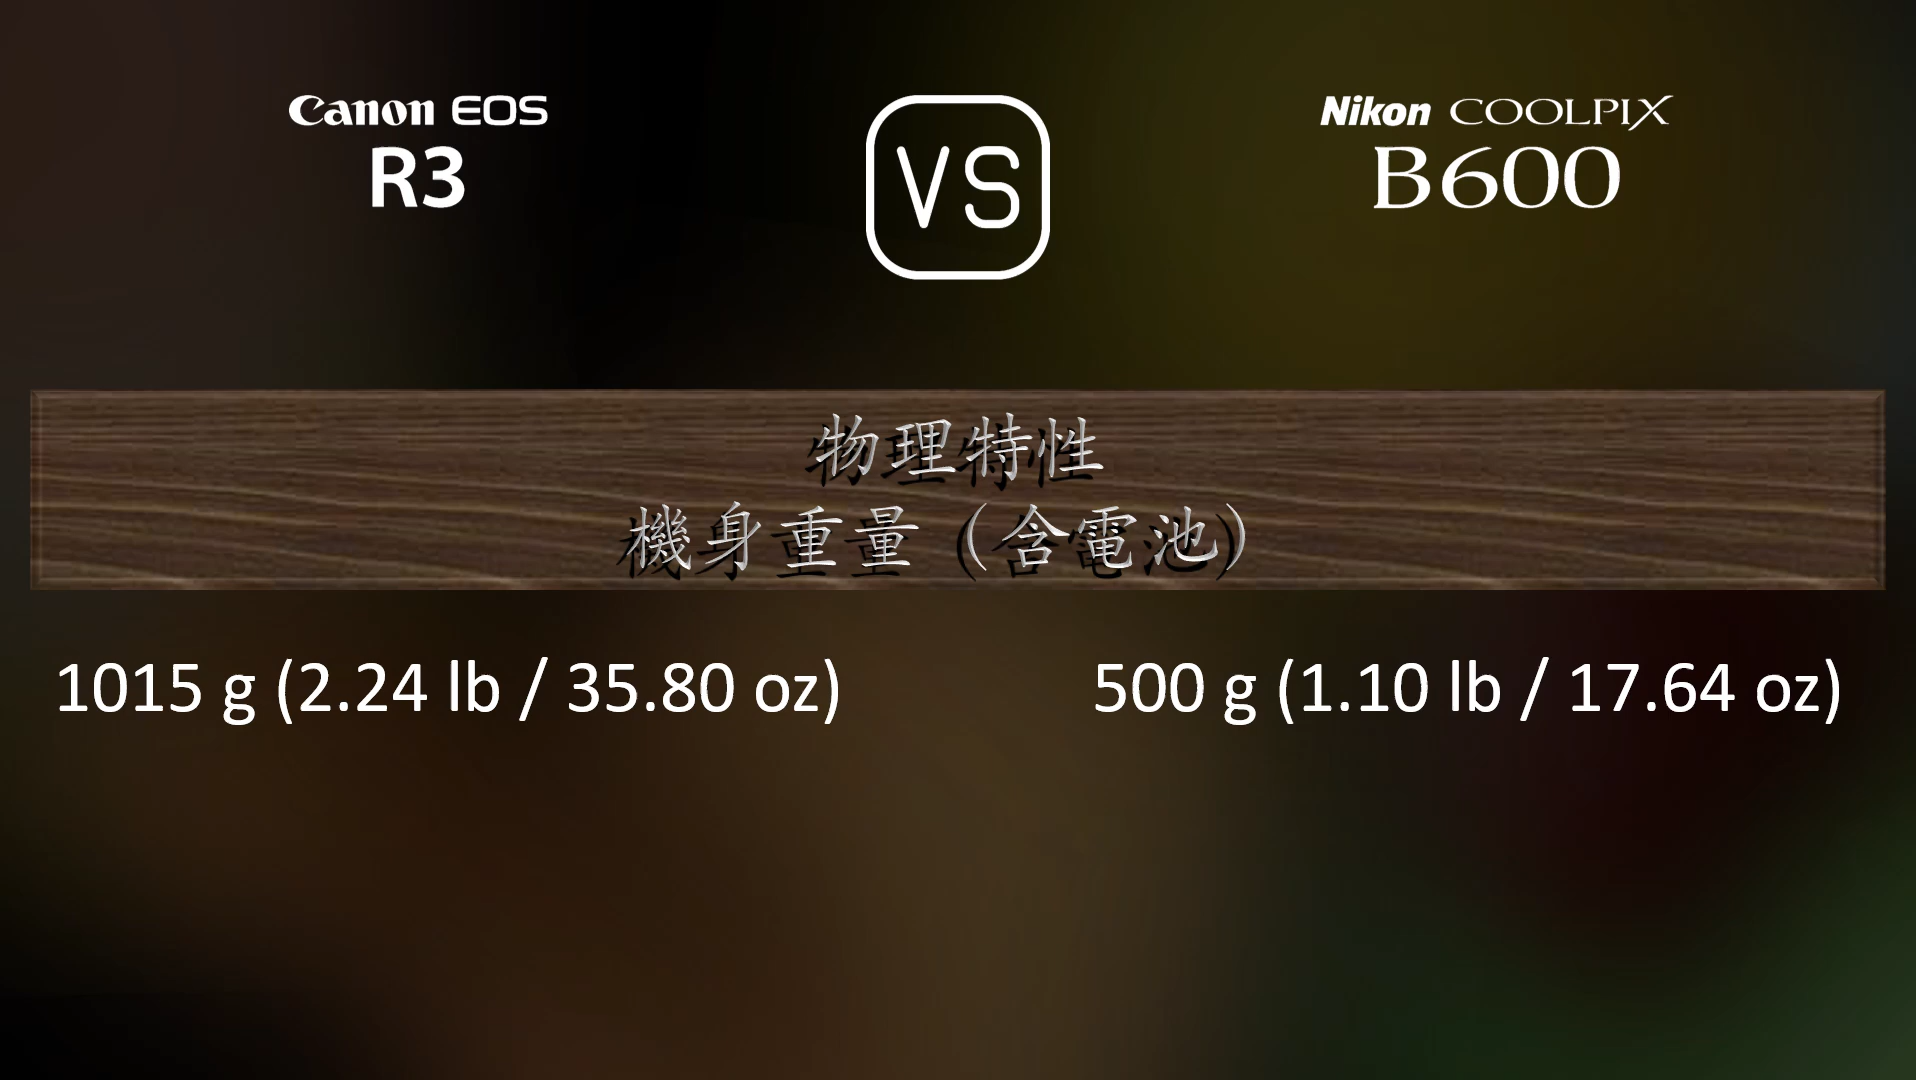 Canon EOS
R3
VS
Nikon COOLPIX
B600
物理特性
機身重量（含電池）
1015 g (2.24 lb / 35.80 oz)
500 g (1.10 lb / 17.64 oz)